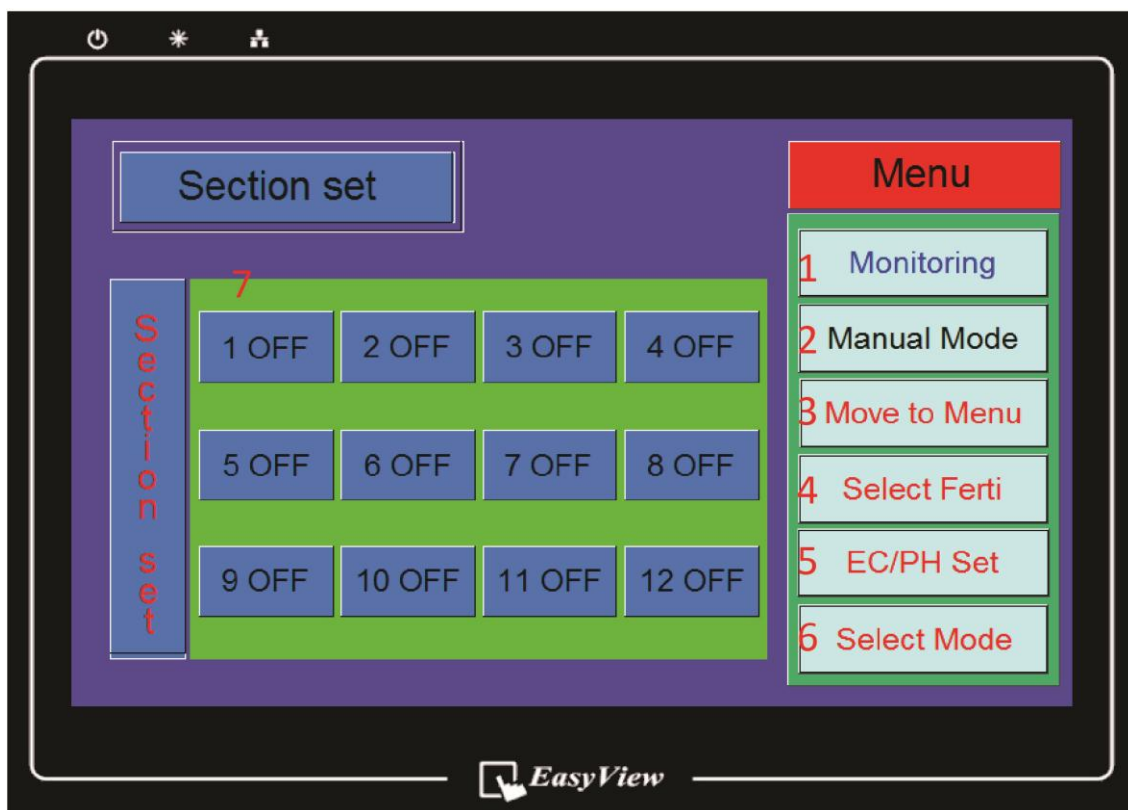 Section set
Menu
1 Monitoring
2 Manual Mode
3 Move to Menu
4 Select Ferti
5 EC/PH Set
6 Select Mode
7
Section set
1 OFF 2 OFF 3 OFF 4 OFF
5 OFF 6 OFF 7 OFF 8 OFF
9 OFF 10 OFF 11 OFF 12 OFF
EasyView